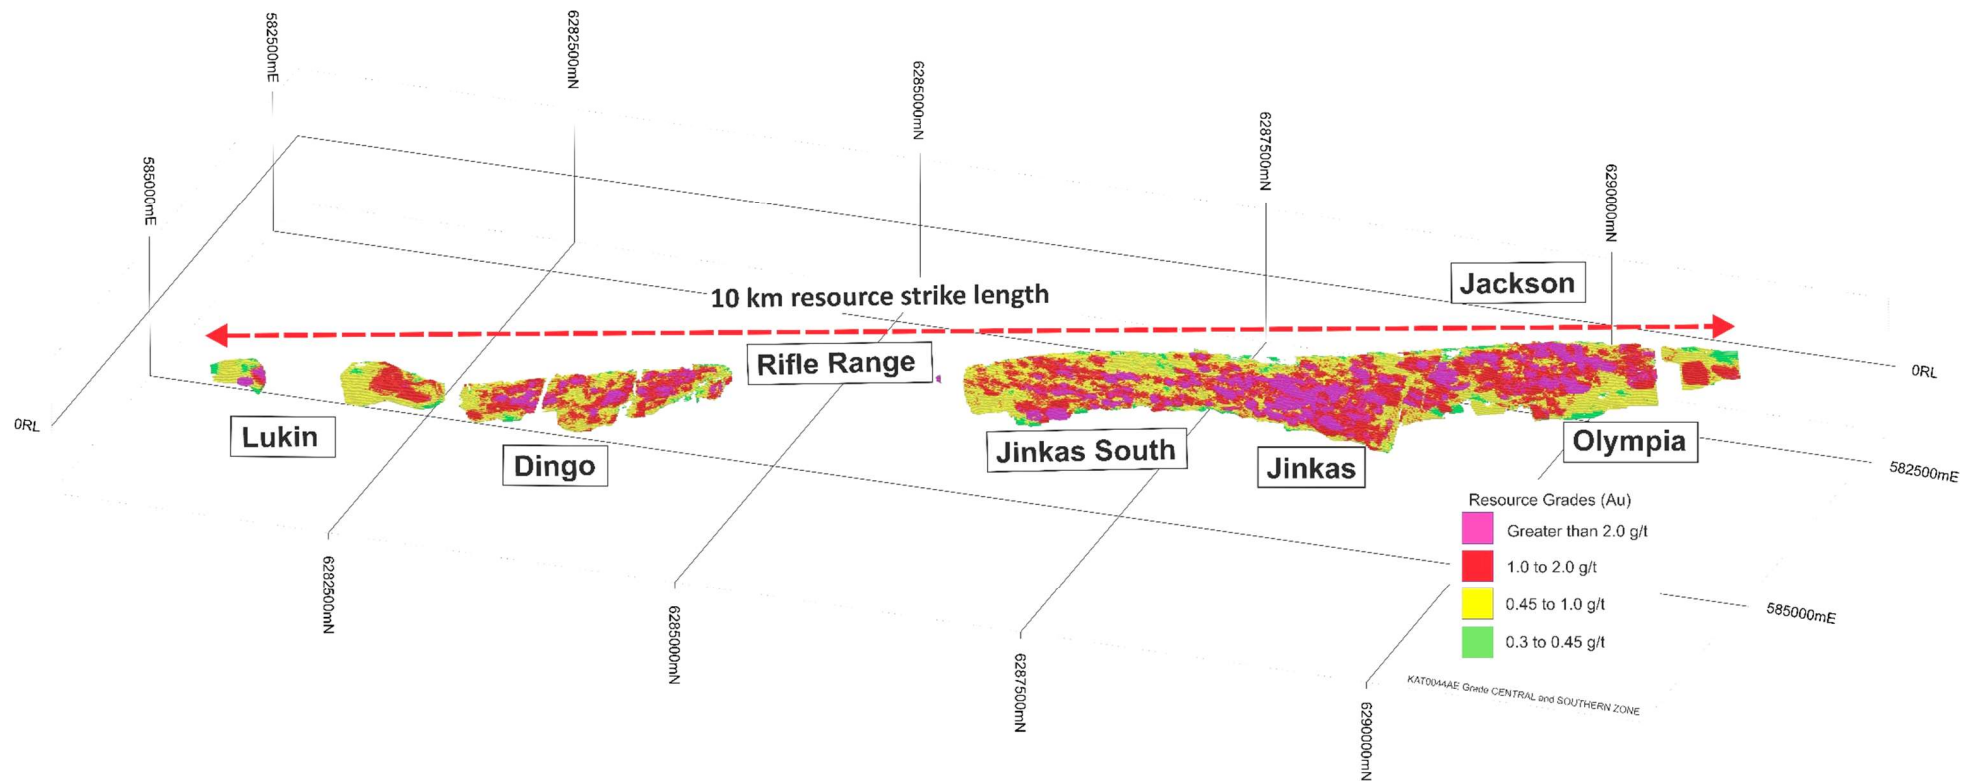 582500mE
6282500mN
6285000mN
6287500mN
6290000mN
585000mE
Jackson
10 km resource strike length
Rifle Range
0RL
0RL
Lukin
Dingo
Jinkas South
Jinkas
Olympia
582500mE
Resource Grades (Au)
Greater than 2.0 g/t
1.0 to 2.0 g/t
0.45 to 1.0 g/t
0.3 to 0.45 g/t
585000mE
6282500mN
6285000mN
6287500mN
6290000mN
KAT0044AE Grade CENTRAL and SOUTHERN ZONE